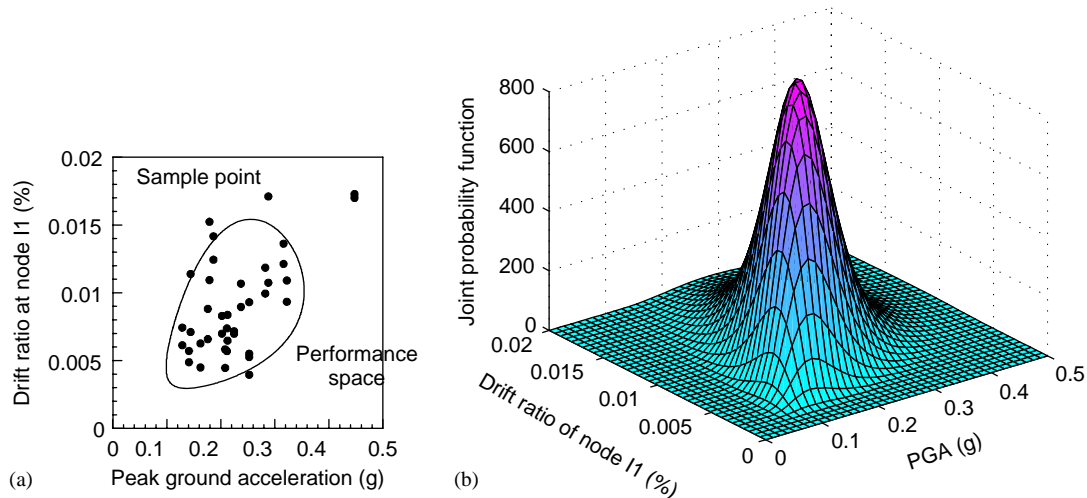 0.02
0.015
0.01
0.005
0
0 0.1 0.2 0.3 0.4 0.5
Drift ratio at node I1 (%)
Sample point
Performance
space
(a) Peak ground acceleration (g)
800
600
400
200
0
Joint probability function
0.02
0.015
0.01
0.005
0
Drift ratio of node I1 (%)
0
0.1
0.2
0.3
0.4
0.5
PGA (g)
(b)